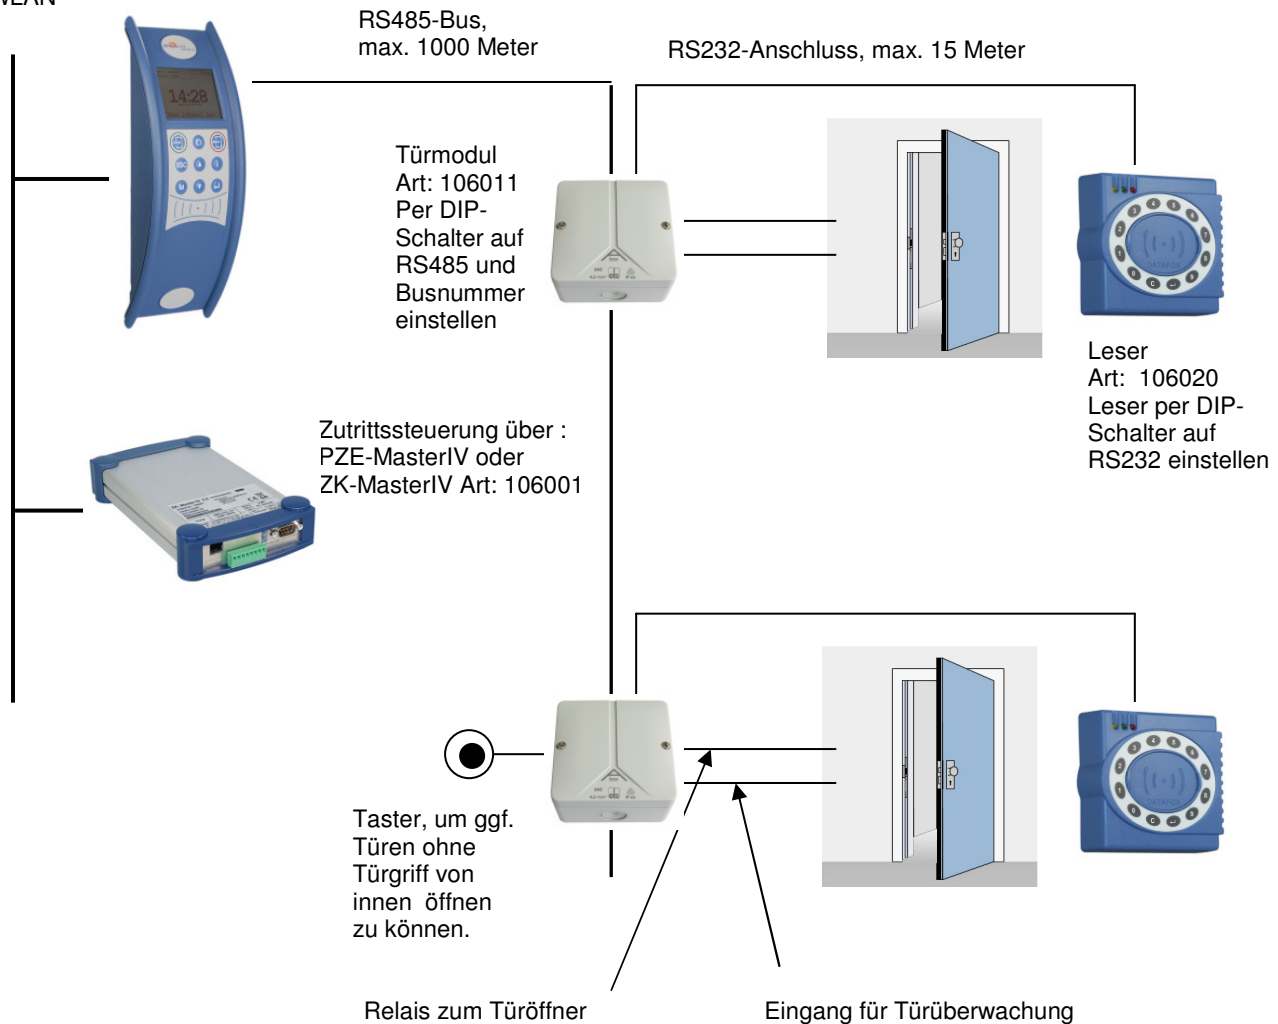 WLAN
RS485-Bus,
max. 1000 Meter
RS232-Anschluss, max. 15 Meter
14:28
Türmodul
Art: 106011
Per DIP-
Schalter auf
RS485 und
Busnummer
einstellen
DATAFOX
Leser
Art:  106020
Leser per DIP-
Schalter auf
RS232 einstellen
Zutrittssteuerung über :
PZE-MasterIV oder
ZK-MasterIV Art: 106001
Taster, um ggf.
Türen ohne
Türgriff von
innen  öffnen
zu können.
DATAFOX
Relais zum Türöffner
Eingang für Türüberwachung